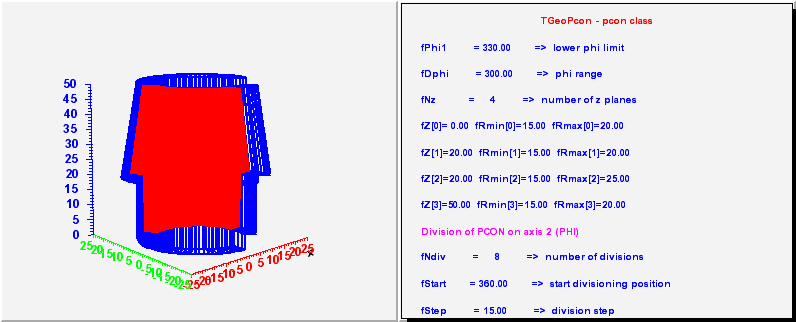 TGeoPcon - pcon class
fPhi1 = 330.00 => lower phi limit
fDphi = 300.00 => phi range
fNz = 4 => number of z planes
fZ[0]= 0.00 fRmin[0]=15.00 fRmax[0]=20.00
fZ[1]=20.00 fRmin[1]=15.00 fRmax[1]=20.00
fZ[2]=20.00 fRmin[2]=15.00 fRmax[2]=25.00
fZ[3]=50.00 fRmin[3]=15.00 fRmax[3]=20.00
Division of PCON on axis 2 (PHI)
fNdiv = 8 => number of divisions
fStart = 360.00 => start divisioning position
fStep = 15.00 => division step
50
45
40
35
30
25
20
15
10
5
0
25
20
15
10
5
0
-20
-15
-10
-5
0
5
10
15
20
25
x